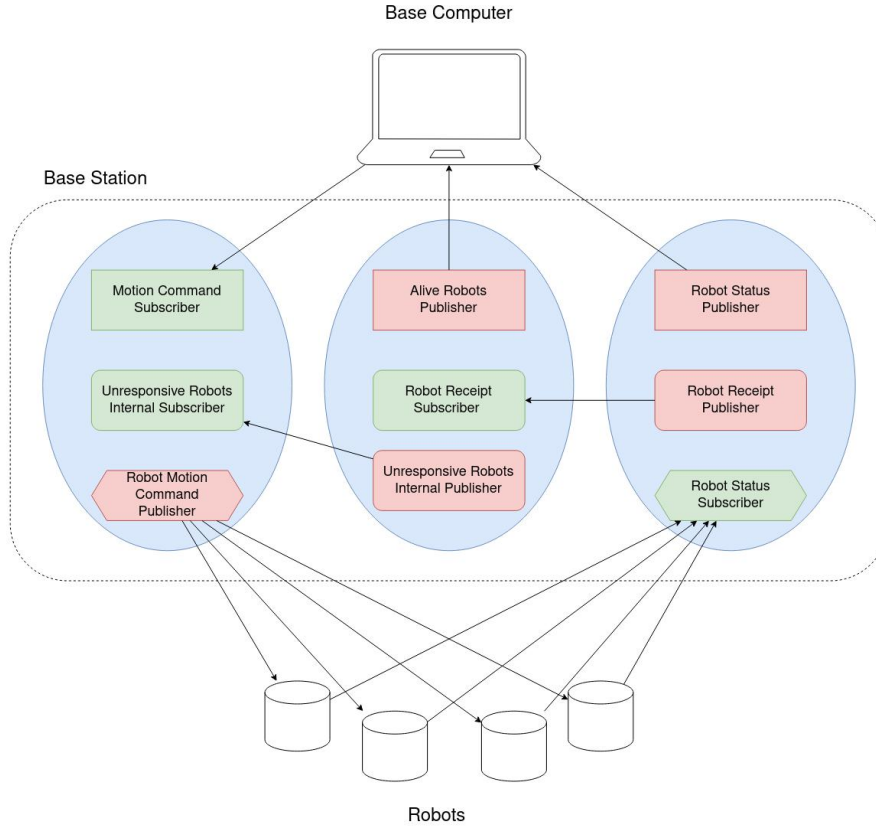 Base Computer
Base Station
Motion Command
Subscriber
Alive Robots
Publisher
Robot Status
Publisher
Unresponsive Robots
Internal Subscriber
Robot Receipt
Subscriber
Robot Receipt
Publisher
Robot Motion
Command
Publisher
Unresponsive Robots
Internal Publisher
Robot Status
Subscriber
Robots